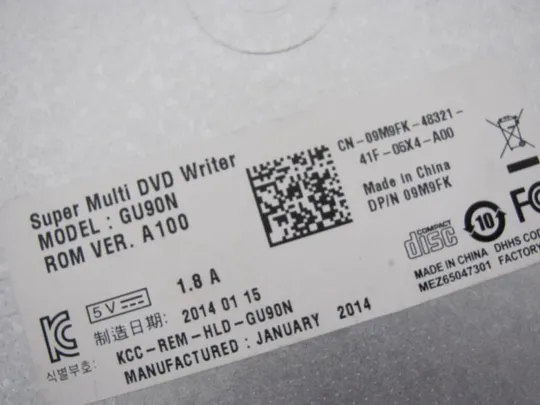 Super Multi DVD Writer
MODEL : GU90N
ROM VER. A100
CN-09M9FK-48321-
41F-05X4-A00
Made in China
DP/N 09M9FK
5V
1.8 A
制造日期: 2014 01 15
식별부호: KCC-REM-HLD-GU90N
MANUFACTURED : JANUARY 2014
COMPACT
disc
10
FC
MADE IN CHINA DHHS COD
MEZ65047301 FACTORY